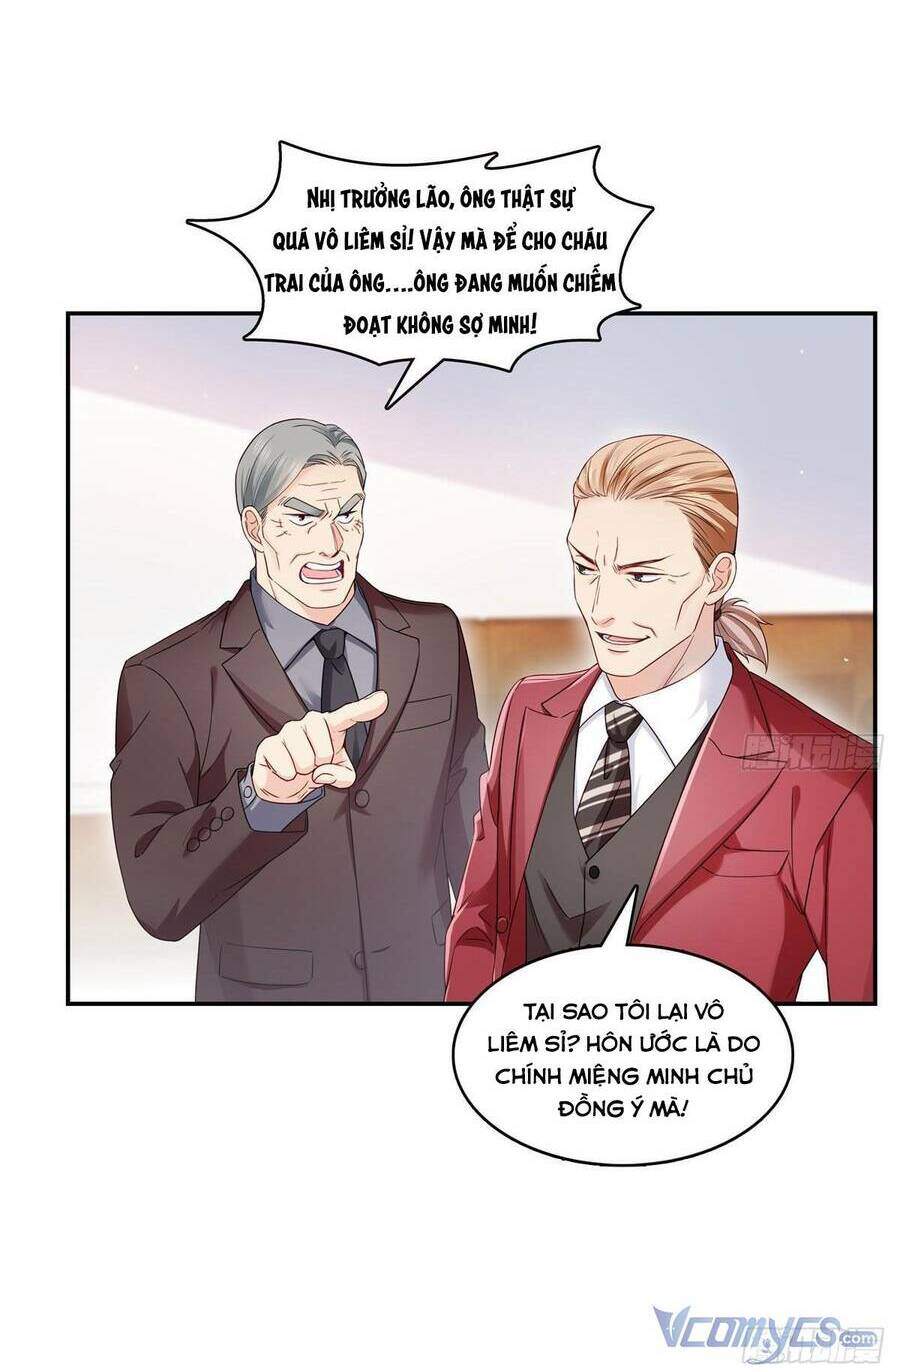 NHỊ TRƯỞNG LÃO, ÔNG THẬT SỰ
QUÁ VÔ LIÊM SỈ! VẬY MÀ ĐỂ CHO CHÁU
TRAI CỦA ÔNG....ÔNG ĐANG MUỐN CHIẾM
ĐOẠT KHÔNG SỢ MINH!
TẠI SAO TÔI LẠI VÔ
LIÊM SỈ? HÔN ƯỚC LÀ DO
CHÍNH MIỆNG MINH CHỦ
ĐỒNG Ý MÀ!
VCOMYCS.com